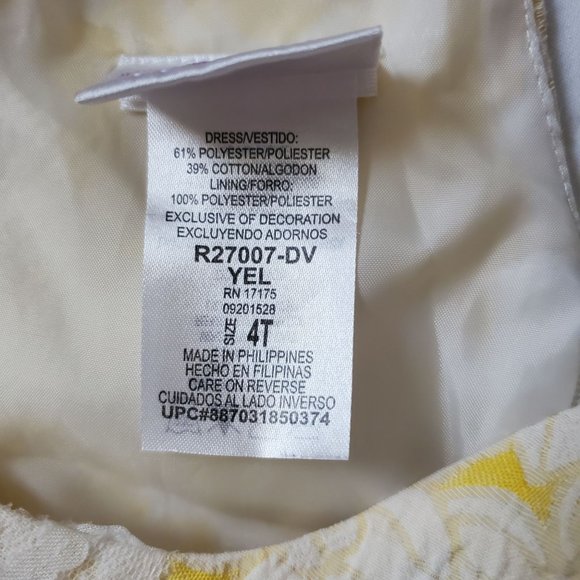 DRESS/VESTIDO:
61% POLYESTER/POLIESTER
39% COTTON/ALGODON
LINING/FORRO:
100% POLYESTER/POLIESTER
EXCLUSIVE OF DECORATION
EXCLUYENDO ADORNOS
R27007-DV
YEL
RN 17175
09201528
SIZE 4T
MADE IN PHILIPPINES
HECHO EN FILIPINAS
CARE ON REVERSE
CUIDADOS AL LADO INVERSO
UPC#887031850374